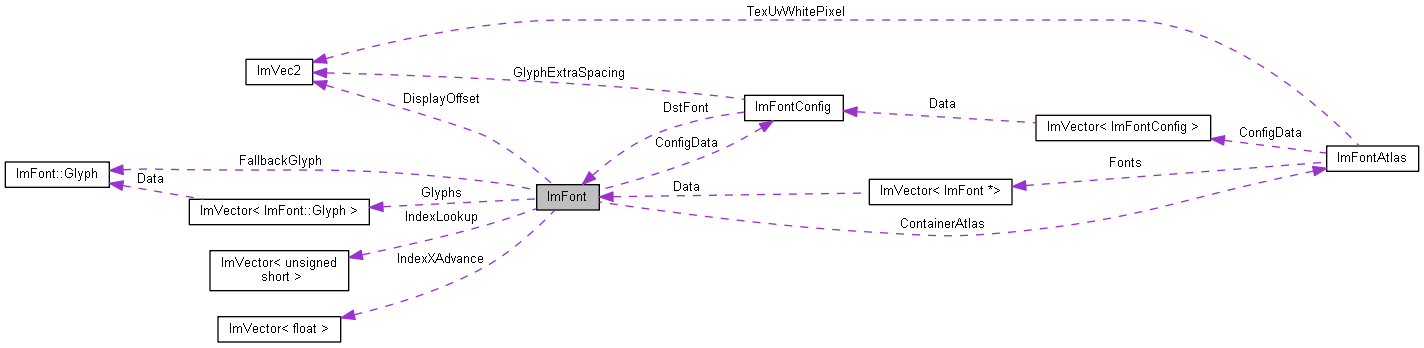 TexUvWhitePixel
ImVec2
GlyphExtraSpacing
DisplayOffset
DstFont
ImFontConfig
Data
ImVector< ImFontConfig >
ConfigData
ConfigData
ImFontAtlas
FallbackGlyph
ImFont::Glyph
Data
Glyphs
ImVector< ImFont::Glyph >
ImFont
Data
ImVector< ImFont *>
Fonts
IndexLookup
ContainerAtlas
ImVector< unsigned
short >
IndexXAdvance
ImVector< float >